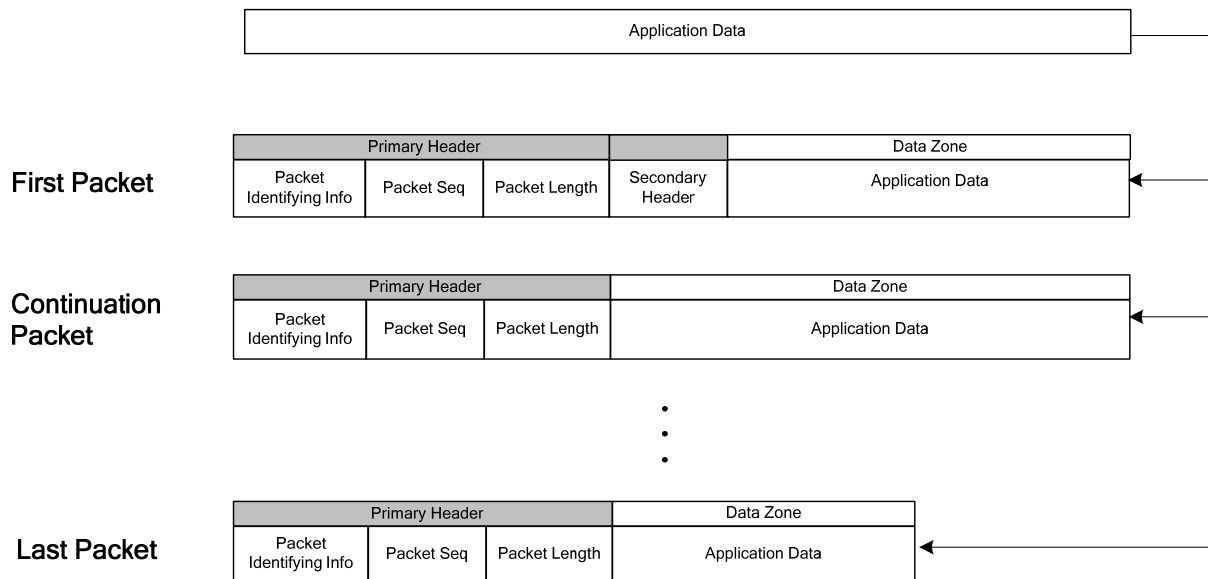 Application Data
Primary Header
Data Zone
First Packet
Packet
Identifying Info
Packet Seq
Packet Length
Secondary
Header
Application Data
Primary Header
Data Zone
Continuation
Packet
Packet
Identifying Info
Packet Seq
Packet Length
Application Data
Primary Header
Data Zone
Last Packet
Packet
Identifying Info
Packet Seq
Packet Length
Application Data